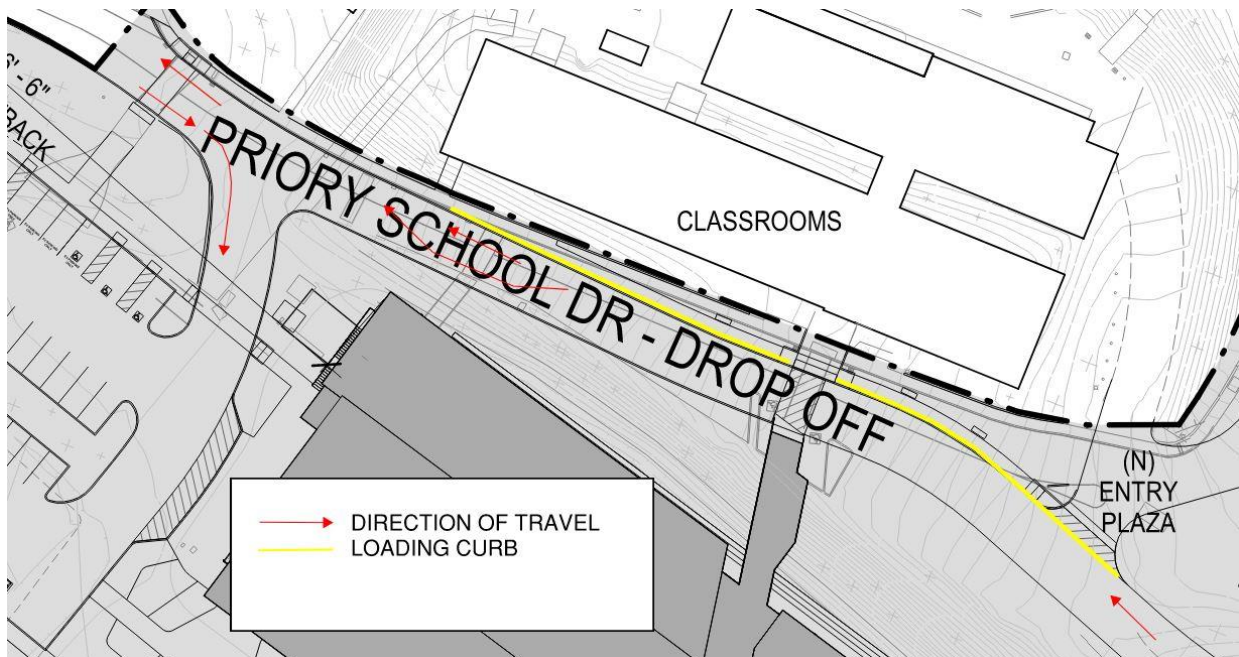 6' - 6"
BACK
PRIORY SCHOOL DR - DROP OFF
CLASSROOMS
(N)
ENTRY
PLAZA
DIRECTION OF TRAVEL
LOADING CURB